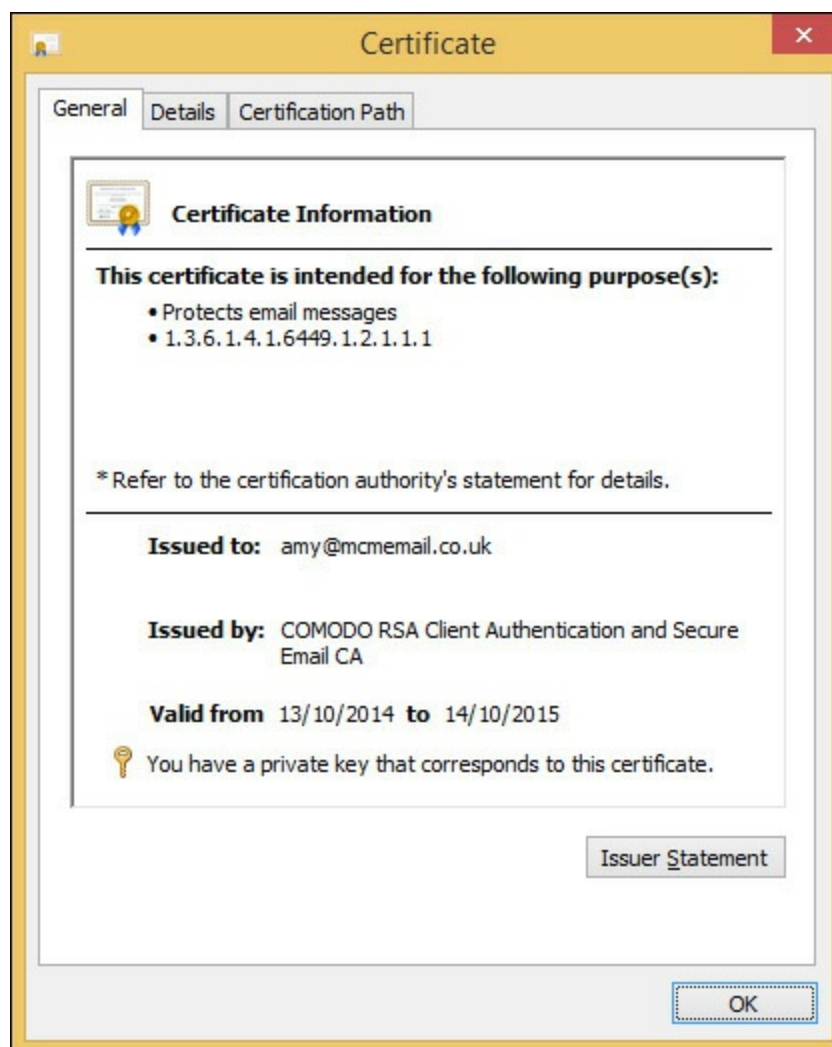 Certificate
General Details Certification Path
Certificate Information
This certificate is intended for the following purpose(s):
• Protects email messages
• 1.3.6.1.4.1.6449.1.2.1.1.1
* Refer to the certification authority's statement for details.
Issued to: amy@mcmemail.co.uk
Issued by: COMODO RSA Client Authentication and Secure
Email CA
Valid from 13/10/2014 to 14/10/2015
You have a private key that corresponds to this certificate.
Issuer Statement
OK